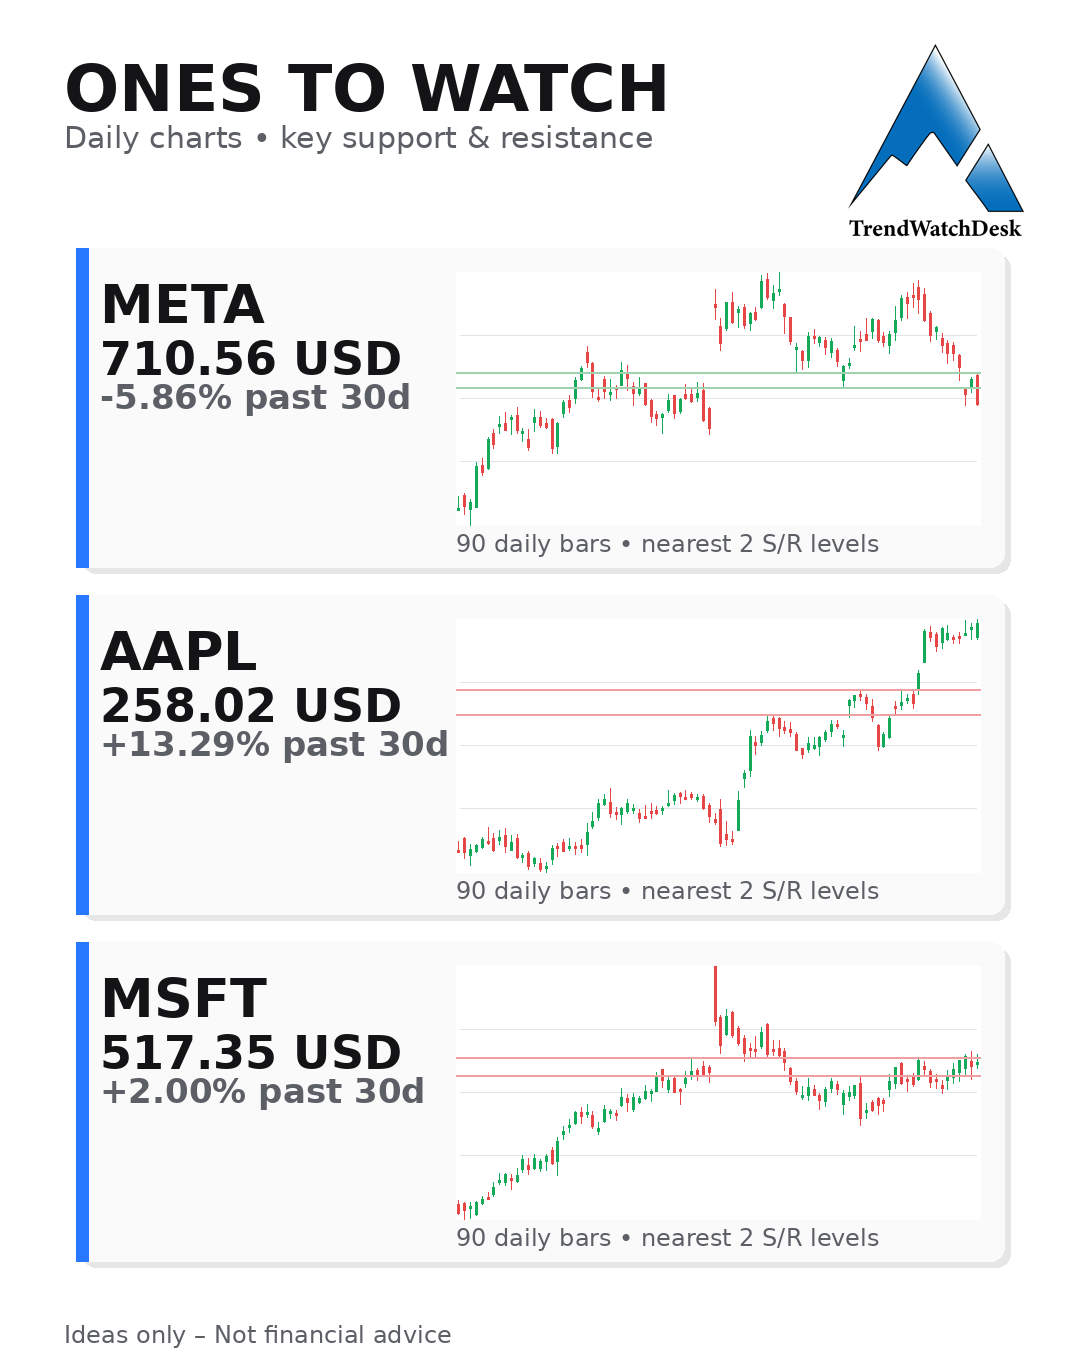 ONES TO WATCH
Daily charts • key support & resistance
TrendWatchDesk
META
710.56 USD
-5.86% past 30d
90 daily bars • nearest 2 S/R levels
AAPL
258.02 USD
+13.29% past 30d
90 daily bars • nearest 2 S/R levels
MSFT
517.35 USD
+2.00% past 30d
90 daily bars • nearest 2 S/R levels
Ideas only – Not financial advice